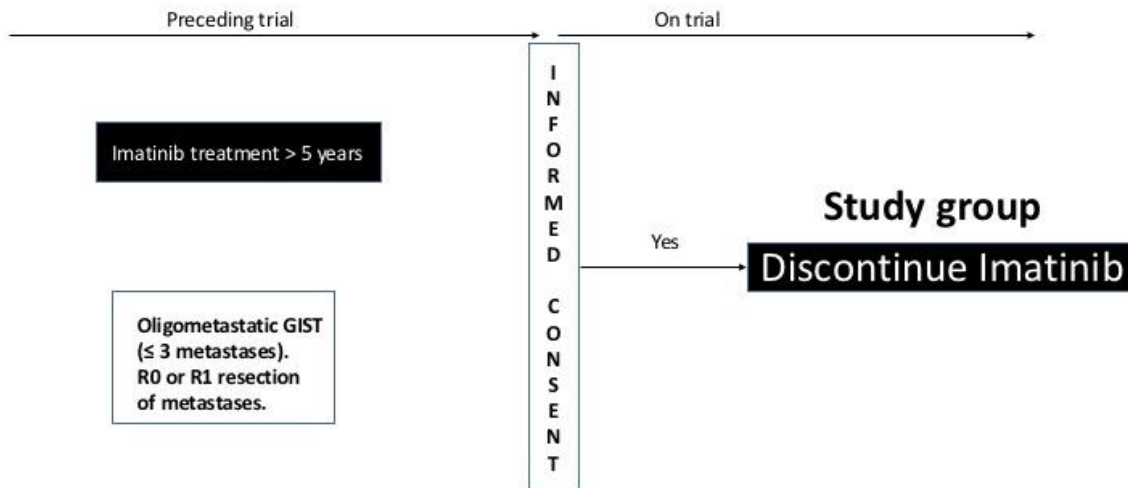 Preceding trial
On trial
Imatinib treatment > 5 years
Oligometastatic GIST
(≤ 3 metastases).
R0 or R1 resection
of metastases.
I
N
F
O
R
M
E
D
C
O
N
S
E
N
T
Yes
Study group
Discontinue Imatinib